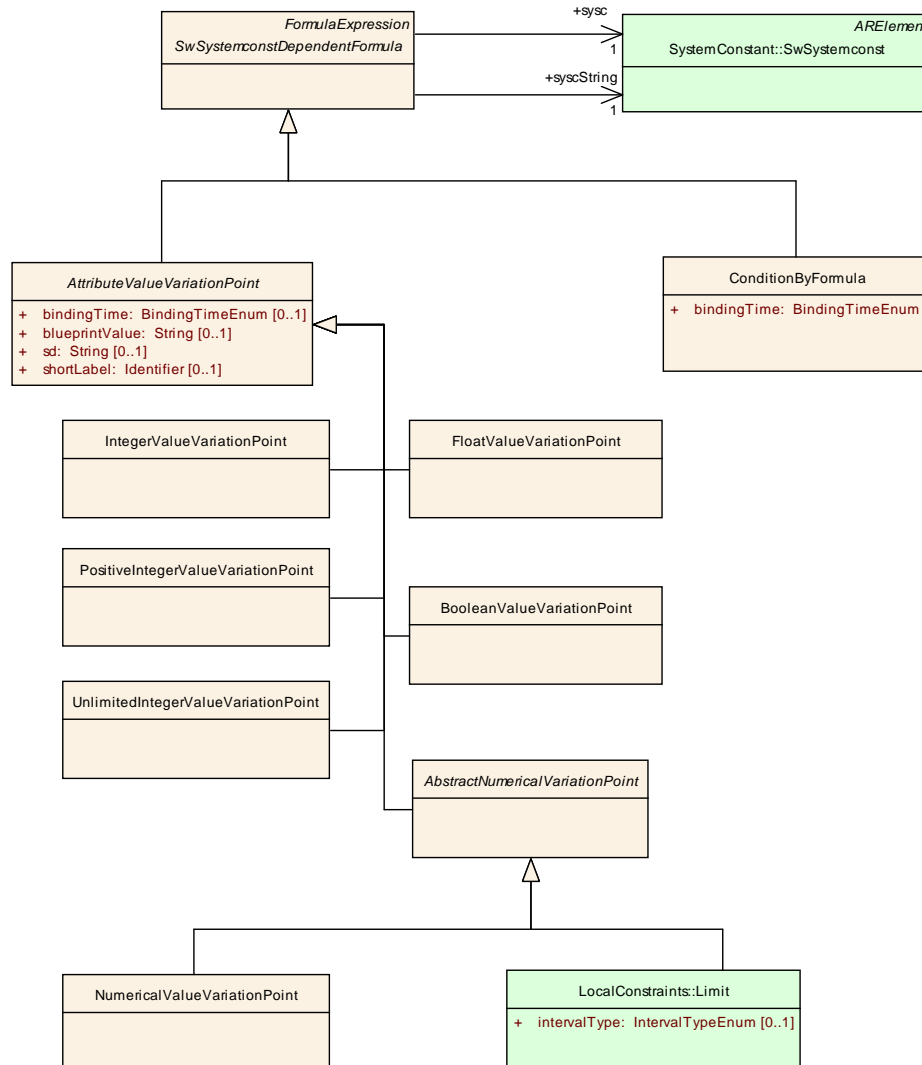 FormulaExpression
SwSystemconstDependentFormula
+sysc
1
+syscString
1
ARElemen
SystemConstant::SwSystemconst
AttributeValueVariationPoint
+ bindingTime: BindingTimeEnum [0..1]
+ blueprintValue: String [0..1]
+ sd: String [0..1]
+ shortLabel: Identifier [0..1]
ConditionByFormula
+ bindingTime: BindingTimeEnum
IntegerValueVariationPoint
FloatValueVariationPoint
PositiveIntegerValueVariationPoint
BooleanValueVariationPoint
UnlimitedIntegerValueVariationPoint
AbstractNumericalVariationPoint
NumericalValueVariationPoint
LocalConstraints::Limit
+ intervalType: IntervalTypeEnum [0..1]